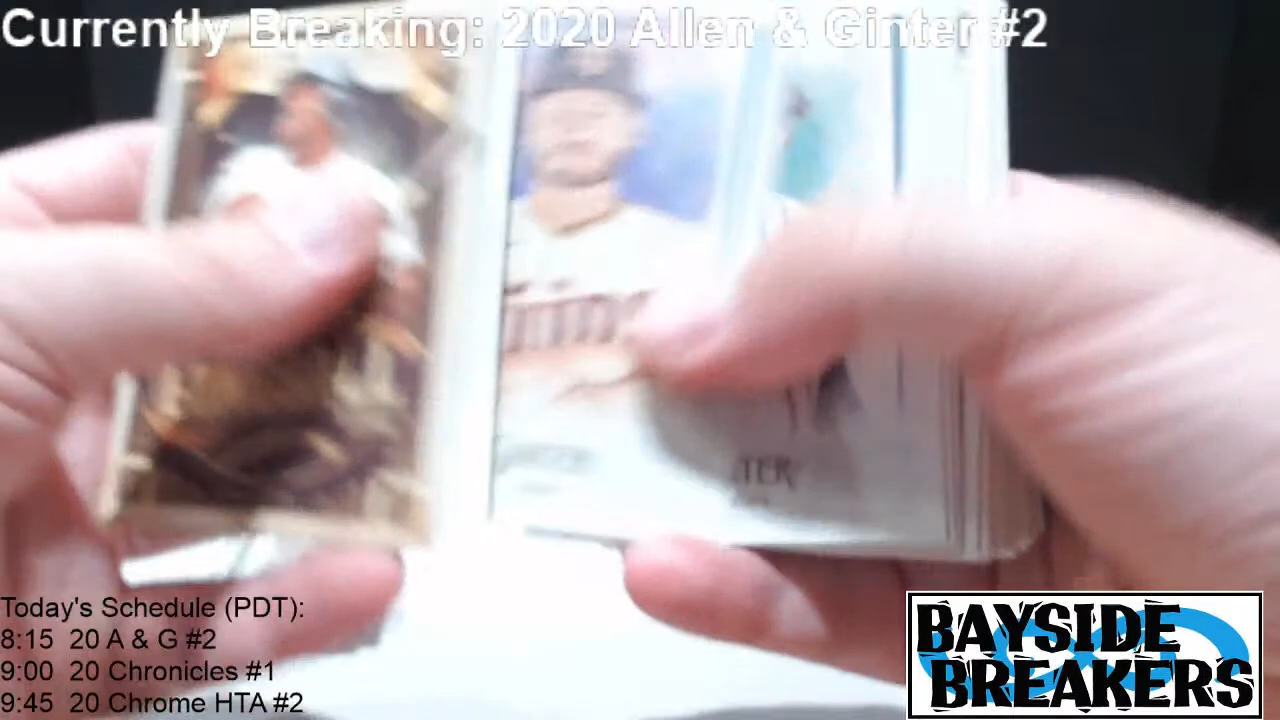 Currently Breaking: 2020 Allen & Ginter #2
TER
Today's Schedule (PDT):
8:15 20 A & G #2
9:00 20 Chronicles #1
9:45 20 Chrome HTA #2
BAYSIDE
BREAKERS